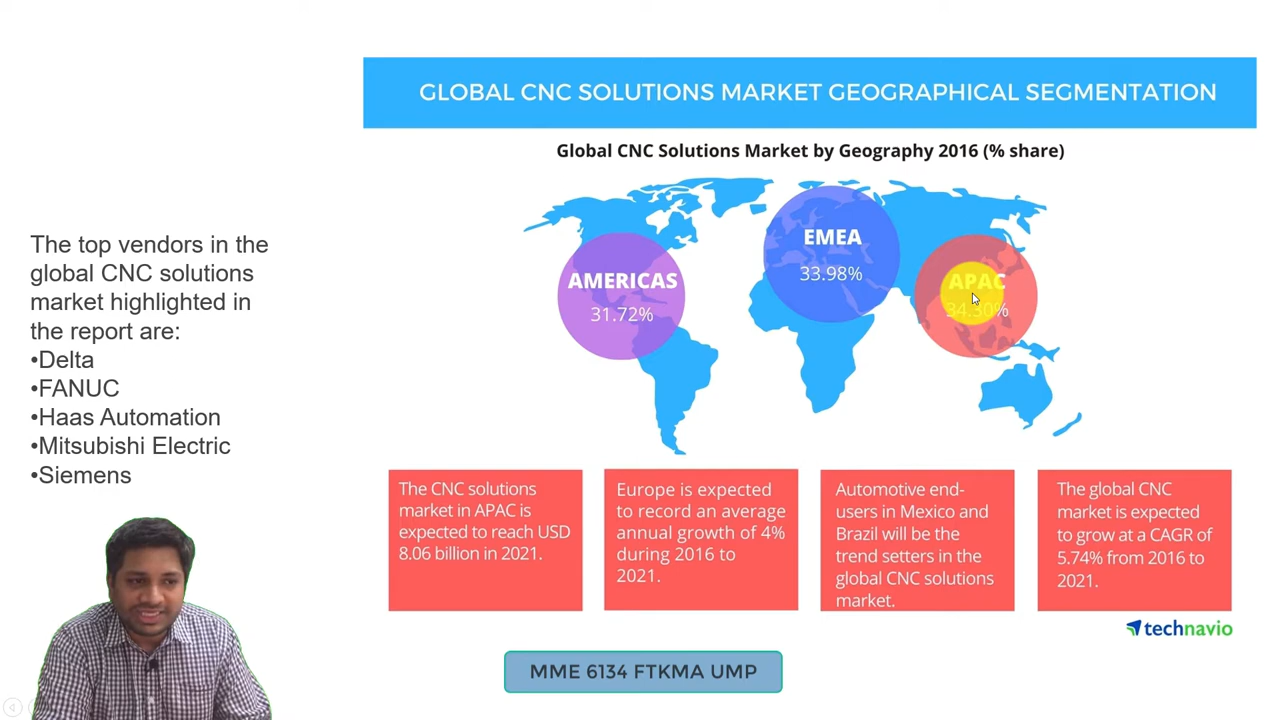 GLOBAL CNC SOLUTIONS MARKET GEOGRAPHICAL SEGMENTATION
Global CNC Solutions Market by Geography 2016 (% share)
The top vendors in the
global CNC solutions
market highlighted in
the report are:
•Delta
•FANUC
•Haas Automation
•Mitsubishi Electric
•Siemens
AMERICAS
31.72%
EMEA
33.98%
APAC
34.30%
The CNC solutions
market in APAC is
expected to reach USD
8.06 billion in 2021.
Europe is expected
to record an average
annual growth of 4%
during 2016 to
2021.
Automotive end-
users in Mexico and
Brazil will be the
trend setters in the
global CNC solutions
market.
The global CNC
market is expected
to grow at a CAGR of
5.74% from 2016 to
2021.
technavio
MME 6134 FTKMA UMP